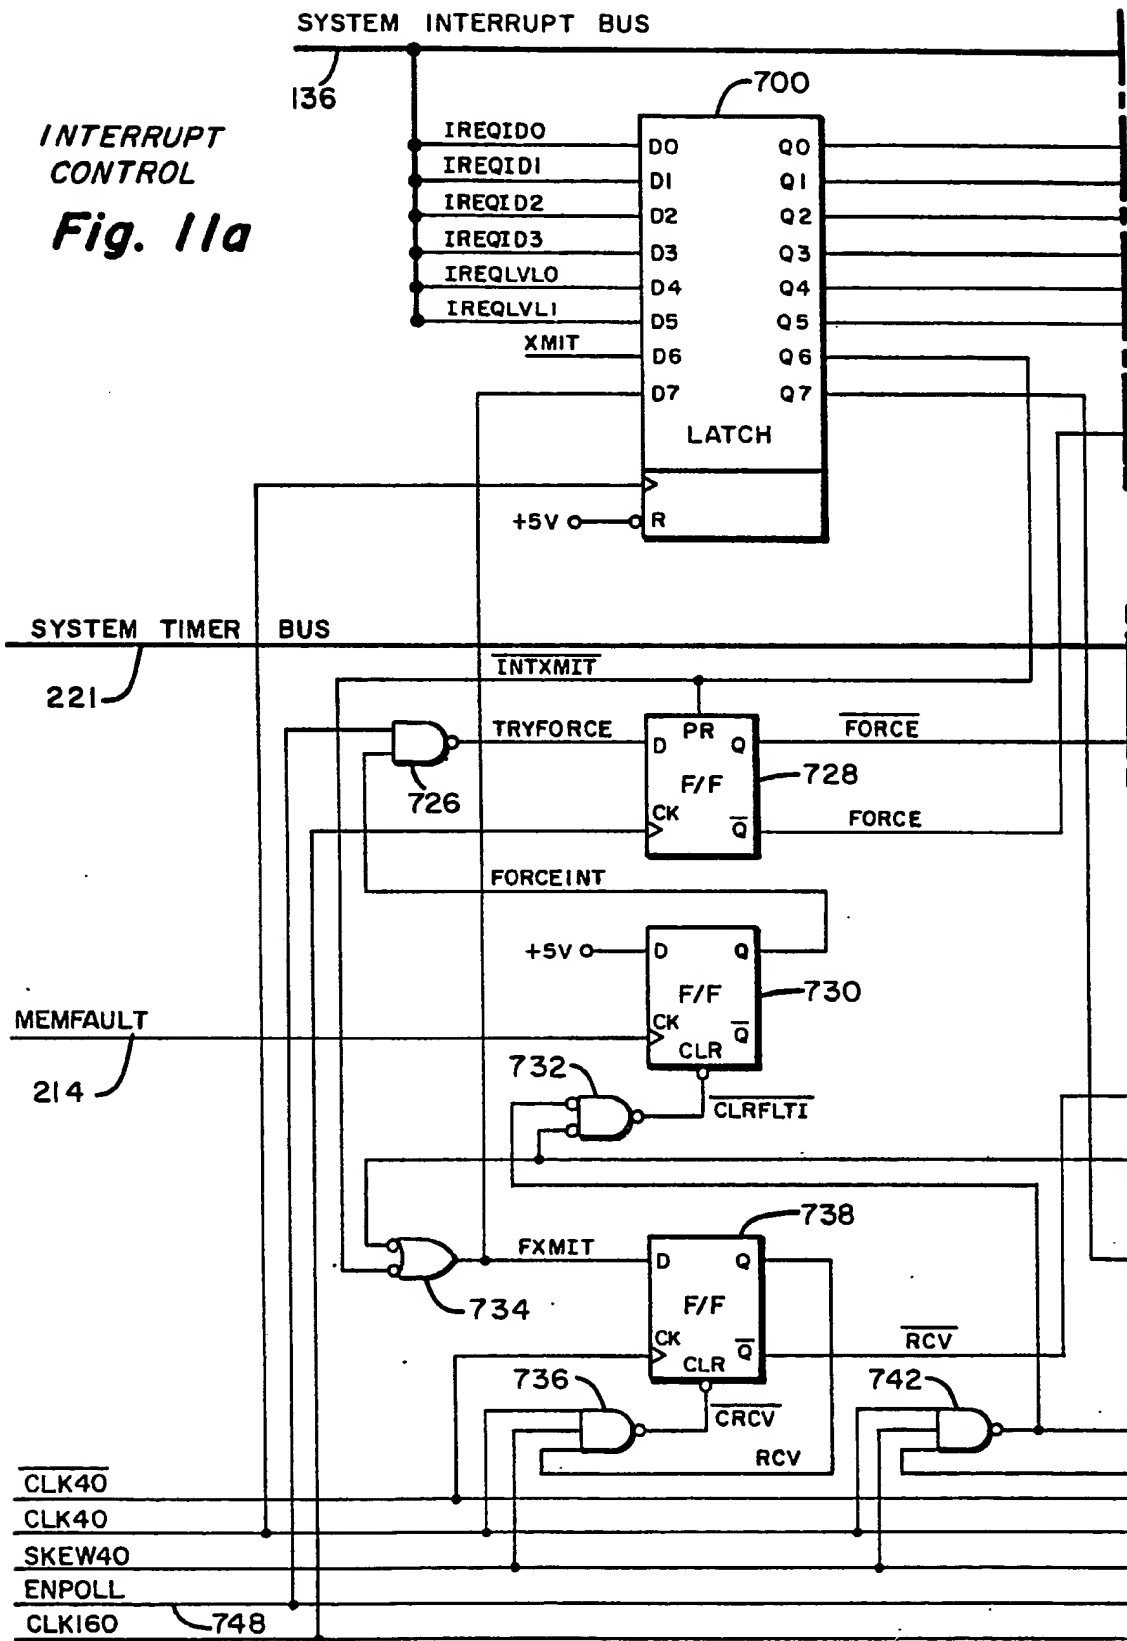 SYSTEM INTERRUPT BUS
136
700
INTERRUPT
CONTROL
Fig. 11a
IREQID0
D0 Q0
IREQID1
D1 Q1
IREQID2
D2 Q2
IREQID3
D3 Q3
IREQLVL0
D4 Q4
IREQLVL1
D5 Q5
XMIT
D6 Q6
D7 Q7
LATCH
+5V R
SYSTEM TIMER BUS
221
INTXMIT
TRYFORCE
D PR Q
FORCE
F/F
728
726
CK Q
FORCE
FORCEINT
+5V D Q
F/F
730
MEMFAULT
CK Q
CLR
214
732
CLRFLTI
738
FXMIT
D Q
734
F/F
CK Q
RCV
CLR
736
742
CRCV
RCV
CLK40
CLK40
SKEW40
ENPOLL
748
CLK160